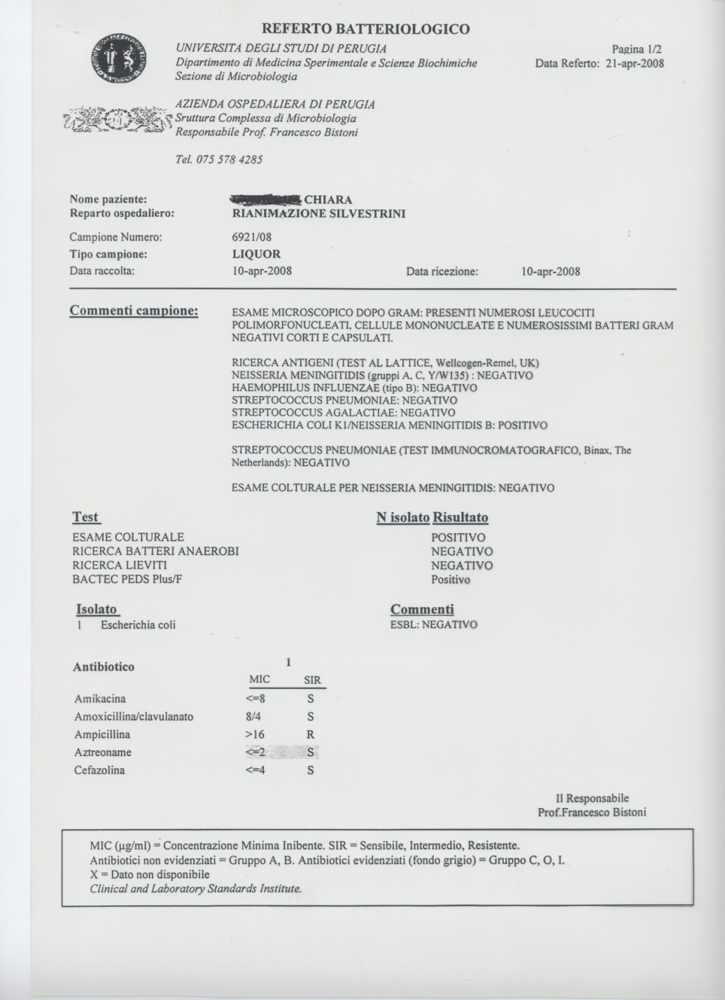 REFERTO BATTERIOLOGICO
UNIVERSITA DEGLI STUDI DI PERUGIA
Dipartimento di Medicina Sperimentale e Scienze Biochimiche
Sezione di Microbiologia
Pagina 1/2
Data Referto: 21-apr-2008
AZIENDA OSPEDALIERA DI PERUGIA
Sruttura Complessa di Microbiologia
Responsabile Prof. Francesco Bistoni
Tel. 075 578 4285
Nome paziente: CHIARA
Reparto ospedaliero: RIANIMAZIONE SILVESTRINI
Campione Numero: 6921/08
Tipo campione: LIQUOR
Data raccolta: 10-apr-2008 Data ricezione: 10-apr-2008
Commenti campione: ESAME MICROSCOPICO DOPO GRAM: PRESENTI NUMEROSI LEUCOCITI
POLIMORFONUCLEATI, CELLULE MONONUCLEATE E NUMEROSISSIMI BATTERI GRAM
NEGATIVI CORTI E CAPSULATI.
RICERCA ANTIGENI (TEST AL LATTICE, Wellcogen-Remel, UK)
NEISSERIA MENINGITIDIS (gruppi A, C, Y/W135) : NEGATIVO
HAEMOPHILUS INFLUENZAE (tipo B): NEGATIVO
STREPTOCOCCUS PNEUMONIAE: NEGATIVO
STREPTOCOCCUS AGALACTIAE: NEGATIVO
ESCHERICHIA COLI K1/NEISSERIA MENINGITIDIS B: POSITIVO
STREPTOCOCCUS PNEUMONIAE (TEST IMMUNOCROMATOGRAFICO, Binax, The
Netherlands): NEGATIVO
ESAME COLTURALE PER NEISSERIA MENINGITIDIS: NEGATIVO
Test N isolato Risultato
ESAME COLTURALE POSITIVO
RICERCA BATTERI ANAEROBI NEGATIVO
RICERCA LIEVITI NEGATIVO
BACTEC PEDS Plus/F Positivo
Isolato Commenti
1 Escherichia coli ESBL: NEGATIVO
Antibiotico 1
MIC SIR
Amikacina <=8 S
Amoxicillina/clavulanato 8/4 S
Ampicillina >16 R
Aztreoname <=2 S
Cefazolina <=4 S
Il Responsabile
Prof.Francesco Bistoni
MIC (µg/ml) = Concentrazione Minima Inibente. SIR = Sensibile, Intermedio, Resistente.
Antibiotici non evidenziati = Gruppo A, B. Antibiotici evidenziati (fondo grigio) = Gruppo C, O, I.
X = Dato non disponibile
Clinical and Laboratory Standards Institute.